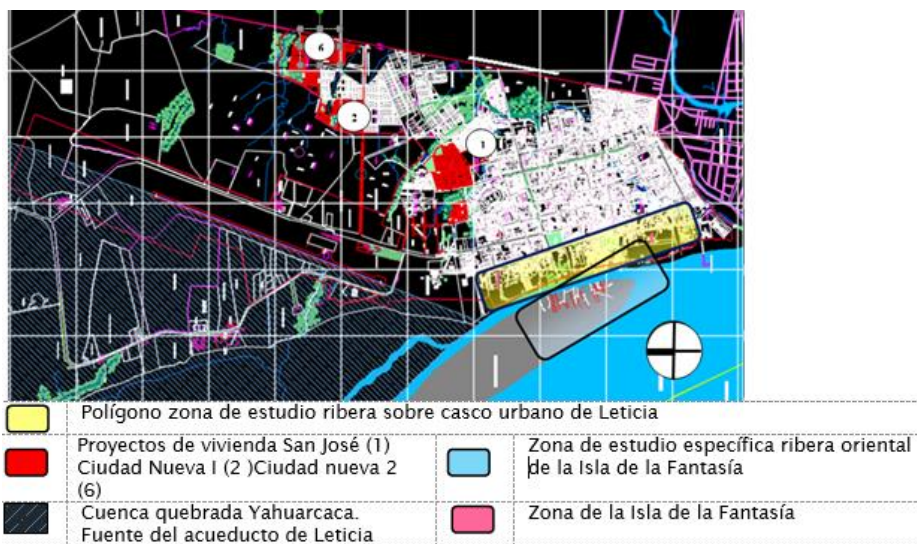 6
2
1
Polígono zona de estudio ribera sobre casco urbano de Leticia
Proyectos de vivienda San José (1)
Ciudad Nueva I (2 )Ciudad nueva 2
(6)
Zona de estudio específica ribera oriental
de la Isla de la Fantasía
Cuenca quebrada Yahuarcaca.
Fuente del acueducto de Leticia
Zona de la Isla de la Fantasía